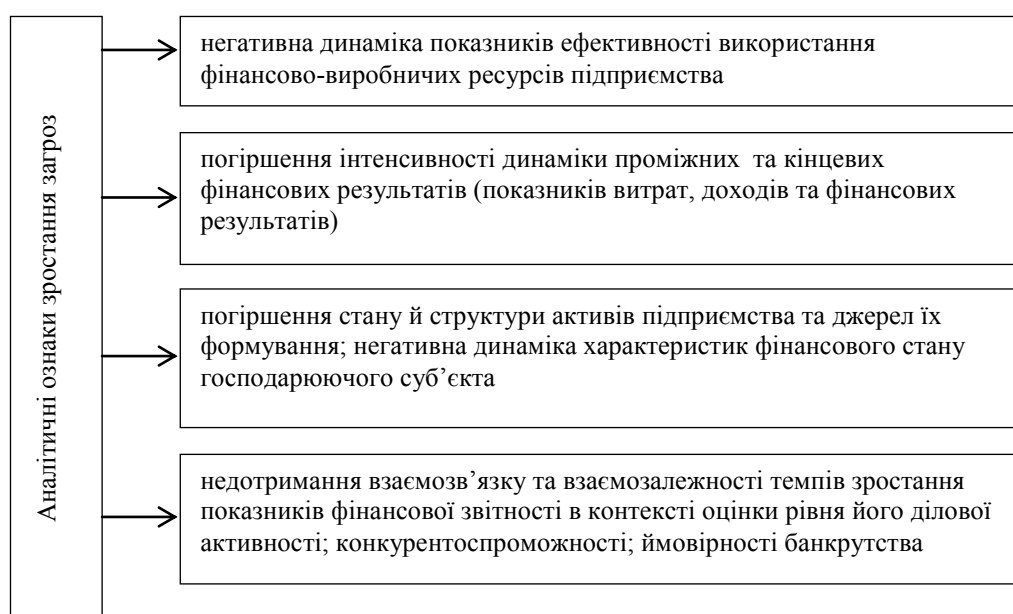 Аналітичні ознаки зростання загроз
негативна динаміка показників ефективності використання
фінансово-виробничих ресурсів підприємства
погіршення інтенсивності динаміки проміжних та кінцевих
фінансових результатів (показників витрат, доходів та фінансових
результатів)
погіршення стану й структури активів підприємства та джерел їх
формування; негативна динаміка характеристик фінансового стану
господарюючого суб’єкта
недотримання взаємозв’язку та взаємозалежності темпів зростання
показників фінансової звітності в контексті оцінки рівня його ділової
активності; конкурентоспроможності; ймовірності банкрутства